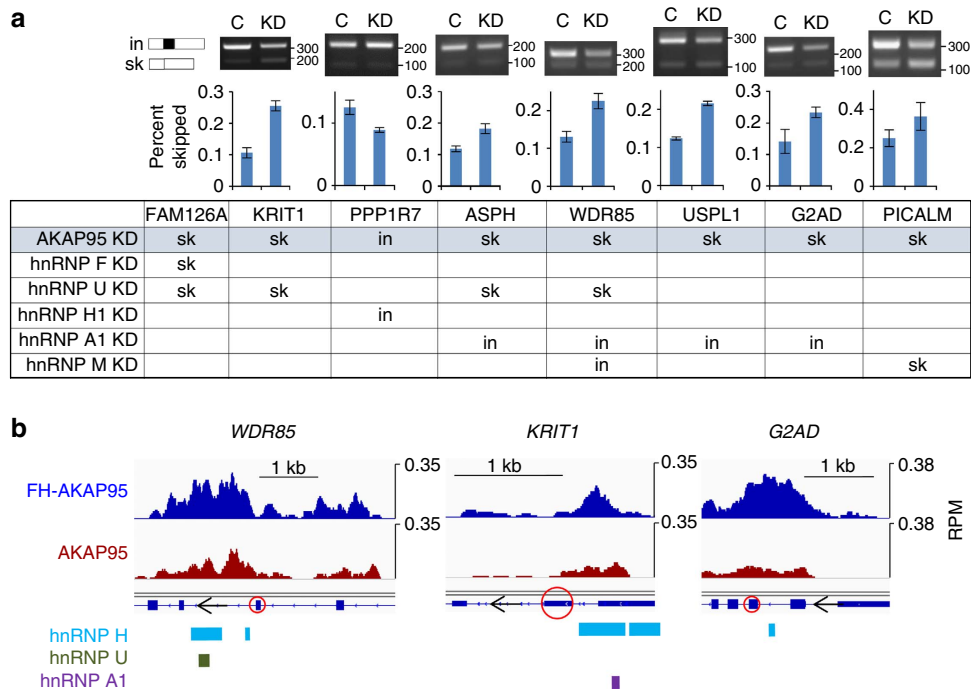 a
C KD C KD C KD C KD C KD C KD C KD
in
sk
300
200
200
100
200
100
300
200
200
100
200
100
300
200
Percent skipped
0.3
0.2
0.1
0
0.1
0
0.3
0.2
0.1
0
0.2
0.1
0
0.2
0.1
0
0.3
0.2
0.1
0
0.4
0.2
0
FAM126A KRIT1 PPP1R7 ASPH WDR85 USPL1 G2AD PICALM
AKAP95 KD sk sk in sk sk sk sk sk
hnRNP F KD sk
hnRNP U KD sk sk sk sk
hnRNP H1 KD in
hnRNP A1 KD in in in in
hnRNP M KD in sk
b
WDR85 KRIT1 G2AD
1 kb 0.35 1 kb 0.35 1 kb 0.38
FH-AKAP95
0.35 0.35 0.38
AKAP95
RPM
hnRNP H
hnRNP U
hnRNP A1